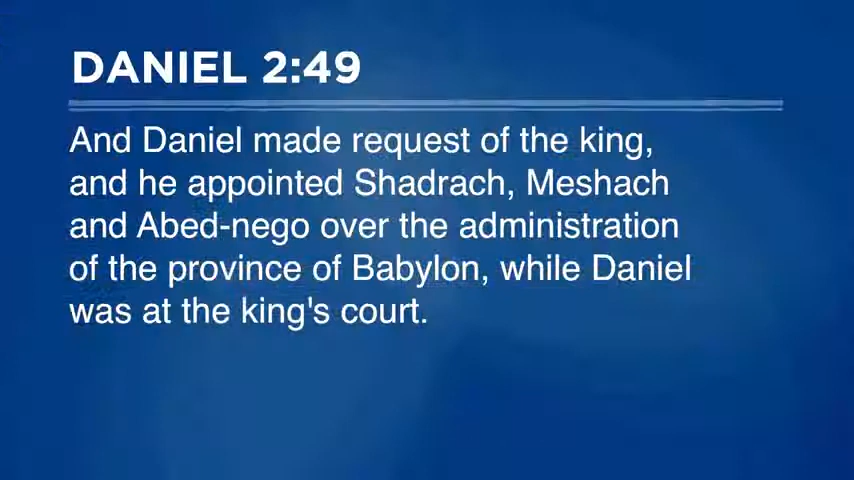 DANIEL 2:49
And Daniel made request of the king,
and he appointed Shadrach, Meshach
and Abed-nego over the administration
of the province of Babylon, while Daniel
was at the king's court.